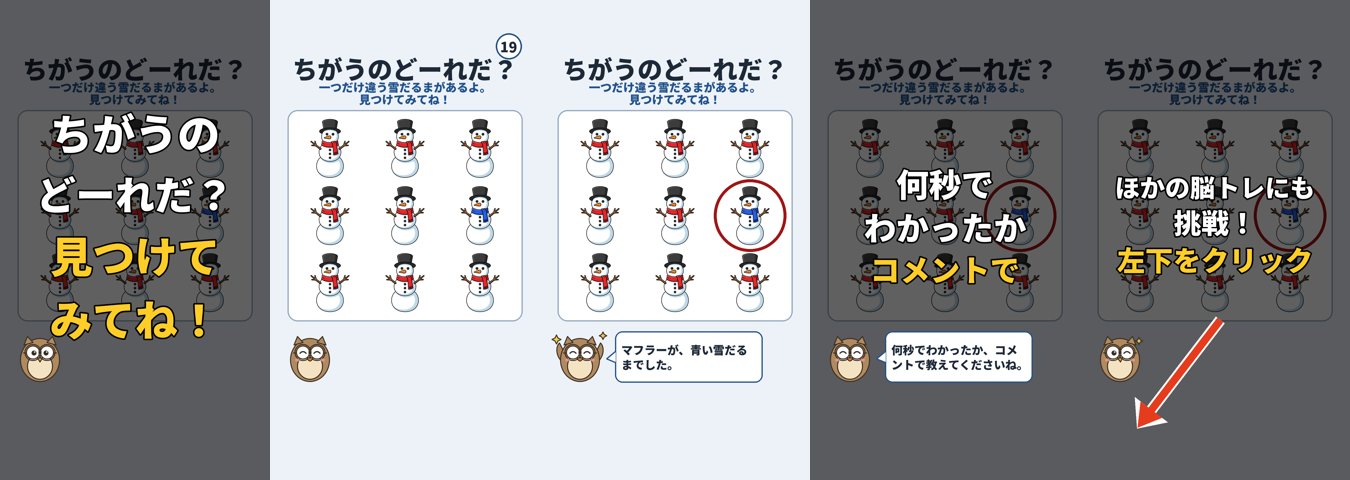 ちがうのどーれだ？
一つだけ違う雪だるまがあるよ。
見つけてみてね！
ちがうの
どーれだ？
見つけて
みてね！
19
ちがうのどーれだ？
一つだけ違う雪だるまがあるよ。
見つけてみてね！
ちがうのどーれだ？
一つだけ違う雪だるまがあるよ。
見つけてみてね！
マフラーが、青い雪だる
までした。
ちがうのどーれだ？
一つだけ違う雪だるまがあるよ。
見つけてみてね！
何秒で
わかったか
コメントで
何秒でわかったか、コメ
ントで教えてくださいね。
ちがうのどーれだ？
一つだけ違う雪だるまがあるよ。
見つけてみてね！
ほかの脳トレにも
挑戦！
左下をクリック